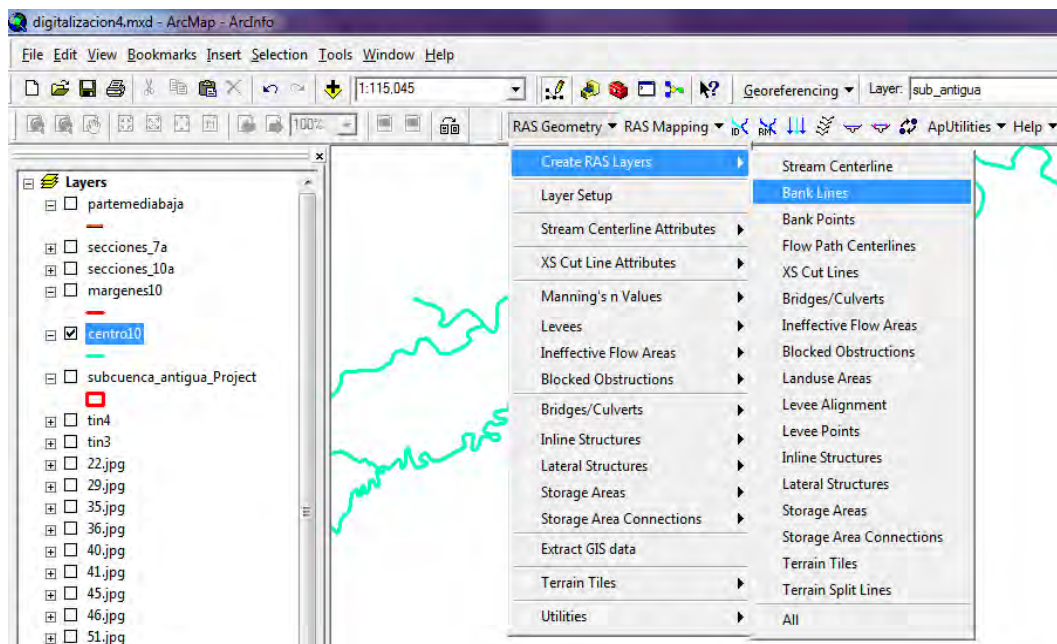 digitalizacion4.mxd - ArcMap - ArcInfo
File Edit View Bookmarks Insert Selection Tools Window Help
1:115,045
Georeferencing Layer: sub_antigua
100%
RAS Geometry RAS Mapping ID RM ApUtilities Help
Layers
partemediabaja
secciones_7a
secciones_10a
margenes10
centro10
subcuenca_antigua_Project
tin4
tin3
22.jpg
29.jpg
35.jpg
36.jpg
40.jpg
41.jpg
45.jpg
46.jpg
51.jpg
Create RAS Layers
Layer Setup
Stream Centerline Attributes
XS Cut Line Attributes
Manning's n Values
Levees
Ineffective Flow Areas
Blocked Obstructions
Bridges/Culverts
Inline Structures
Lateral Structures
Storage Areas
Storage Area Connections
Extract GIS data
Terrain Tiles
Utilities
Stream Centerline
Bank Lines
Bank Points
Flow Path Centerlines
XS Cut Lines
Bridges/Culverts
Ineffective Flow Areas
Blocked Obstructions
Landuse Areas
Levee Alignment
Levee Points
Inline Structures
Lateral Structures
Storage Areas
Storage Area Connections
Terrain Tiles
Terrain Split Lines
All